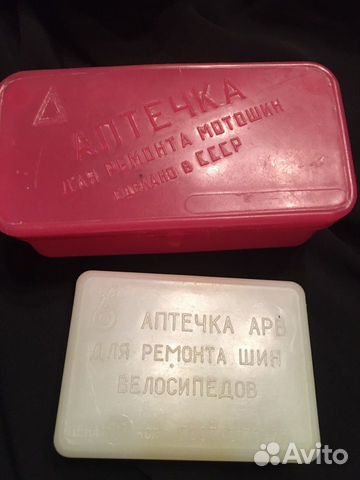 АПТЕЧКА
ДЛЯ РЕМОНТА МОТОШИН
СДЕЛАНО В СССР
АПТЕЧКА АРВ
ДЛЯ РЕМОНТА ШИН
ВЕЛОСИПЕДОВ
Avito